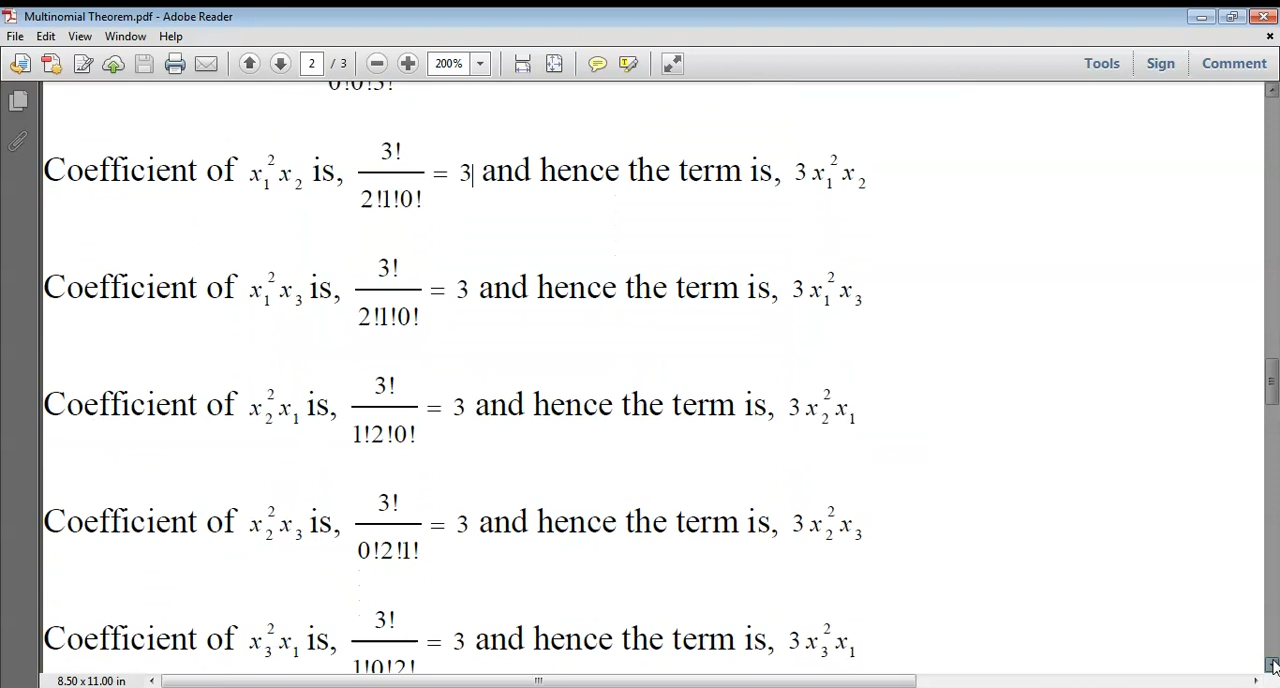 Multinomial Theorem.pdf - Adobe Reader
File Edit View Window Help
2 / 3 200% Tools Sign Comment
0!0!3!
Coefficient of x₁²x₂ is, 3!/2!1!0! = 3 and hence the term is, 3x₁²x₂
Coefficient of x₁²x₃ is, 3!/2!1!0! = 3 and hence the term is, 3x₁²x₃
Coefficient of x₂²x₁ is, 3!/1!2!0! = 3 and hence the term is, 3x₂²x₁
Coefficient of x₂²x₃ is, 3!/0!2!1! = 3 and hence the term is, 3x₂²x₃
Coefficient of x₃²x₁ is, 3!/1!0!2! = 3 and hence the term is, 3x₃²x₁
8.50 x 11.00 in